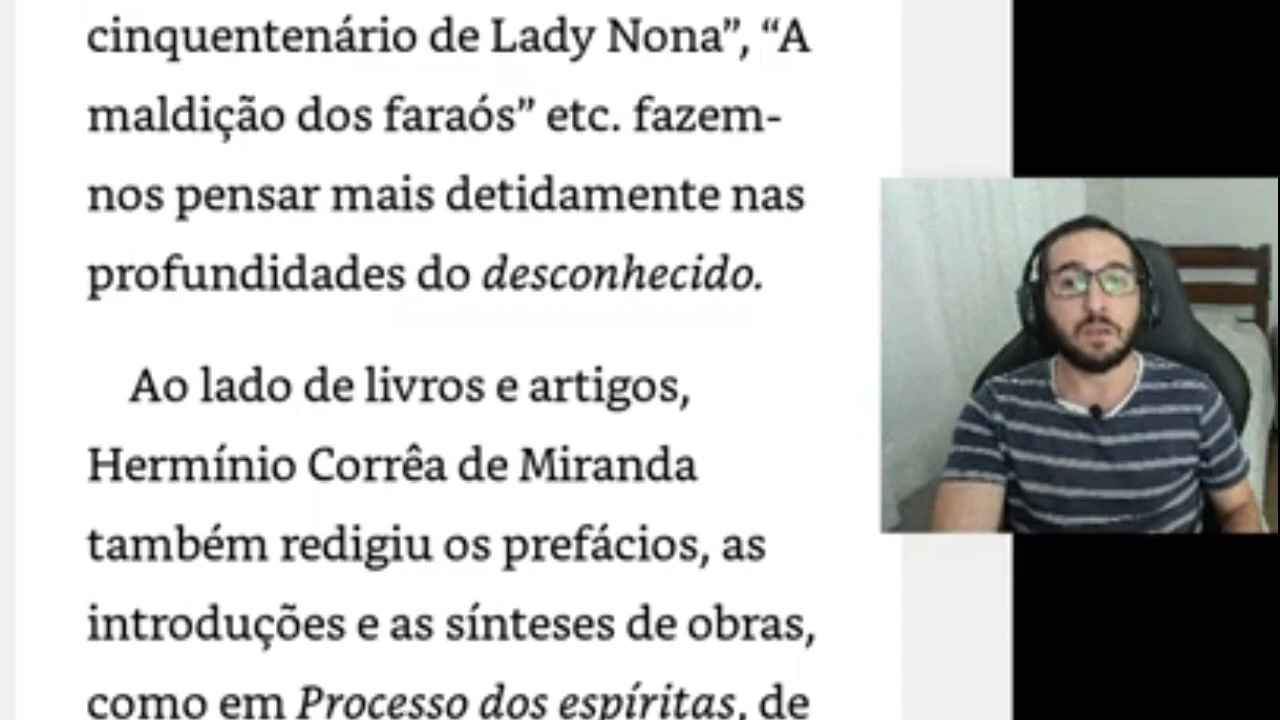 cinquentenário de Lady Nona”, “A
maldição dos faraós” etc. fazem-
nos pensar mais detidamente nas
profundidades do desconhecido.
Ao lado de livros e artigos,
Hermínio Corrêa de Miranda
também redigiu os prefácios, as
introduções e as sínteses de obras,
como em Processo dos espíritas, de